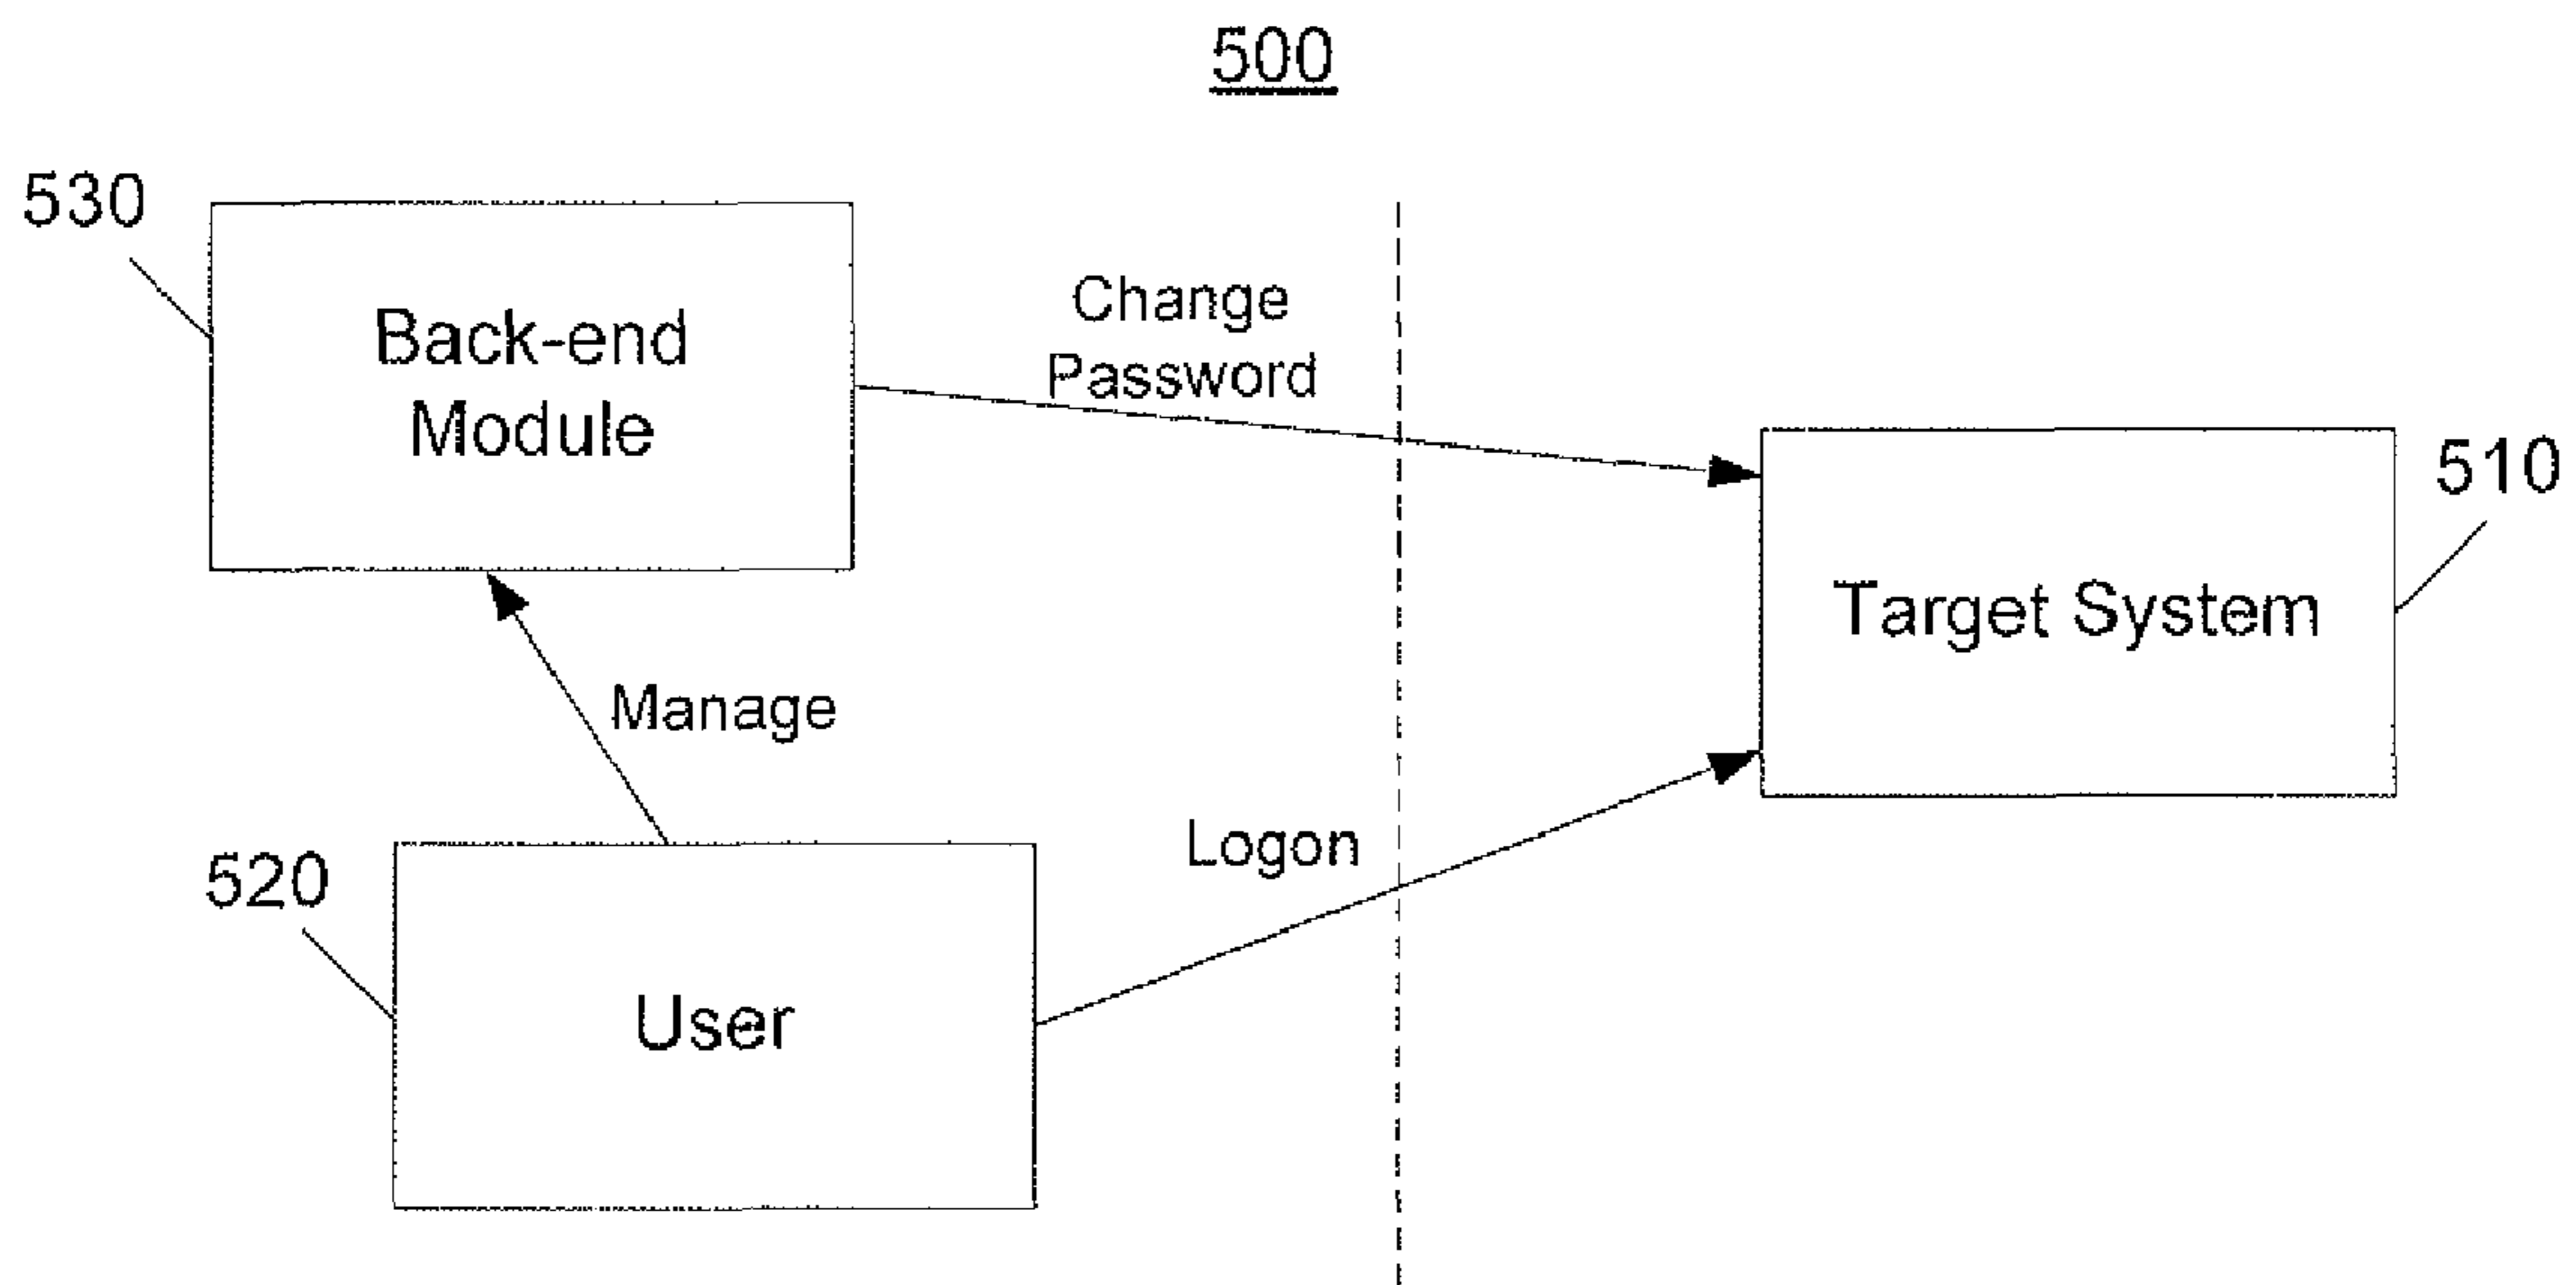 500
530
Back-end
Module
Change
Password
510
Target System
Manage
Logon
520
User